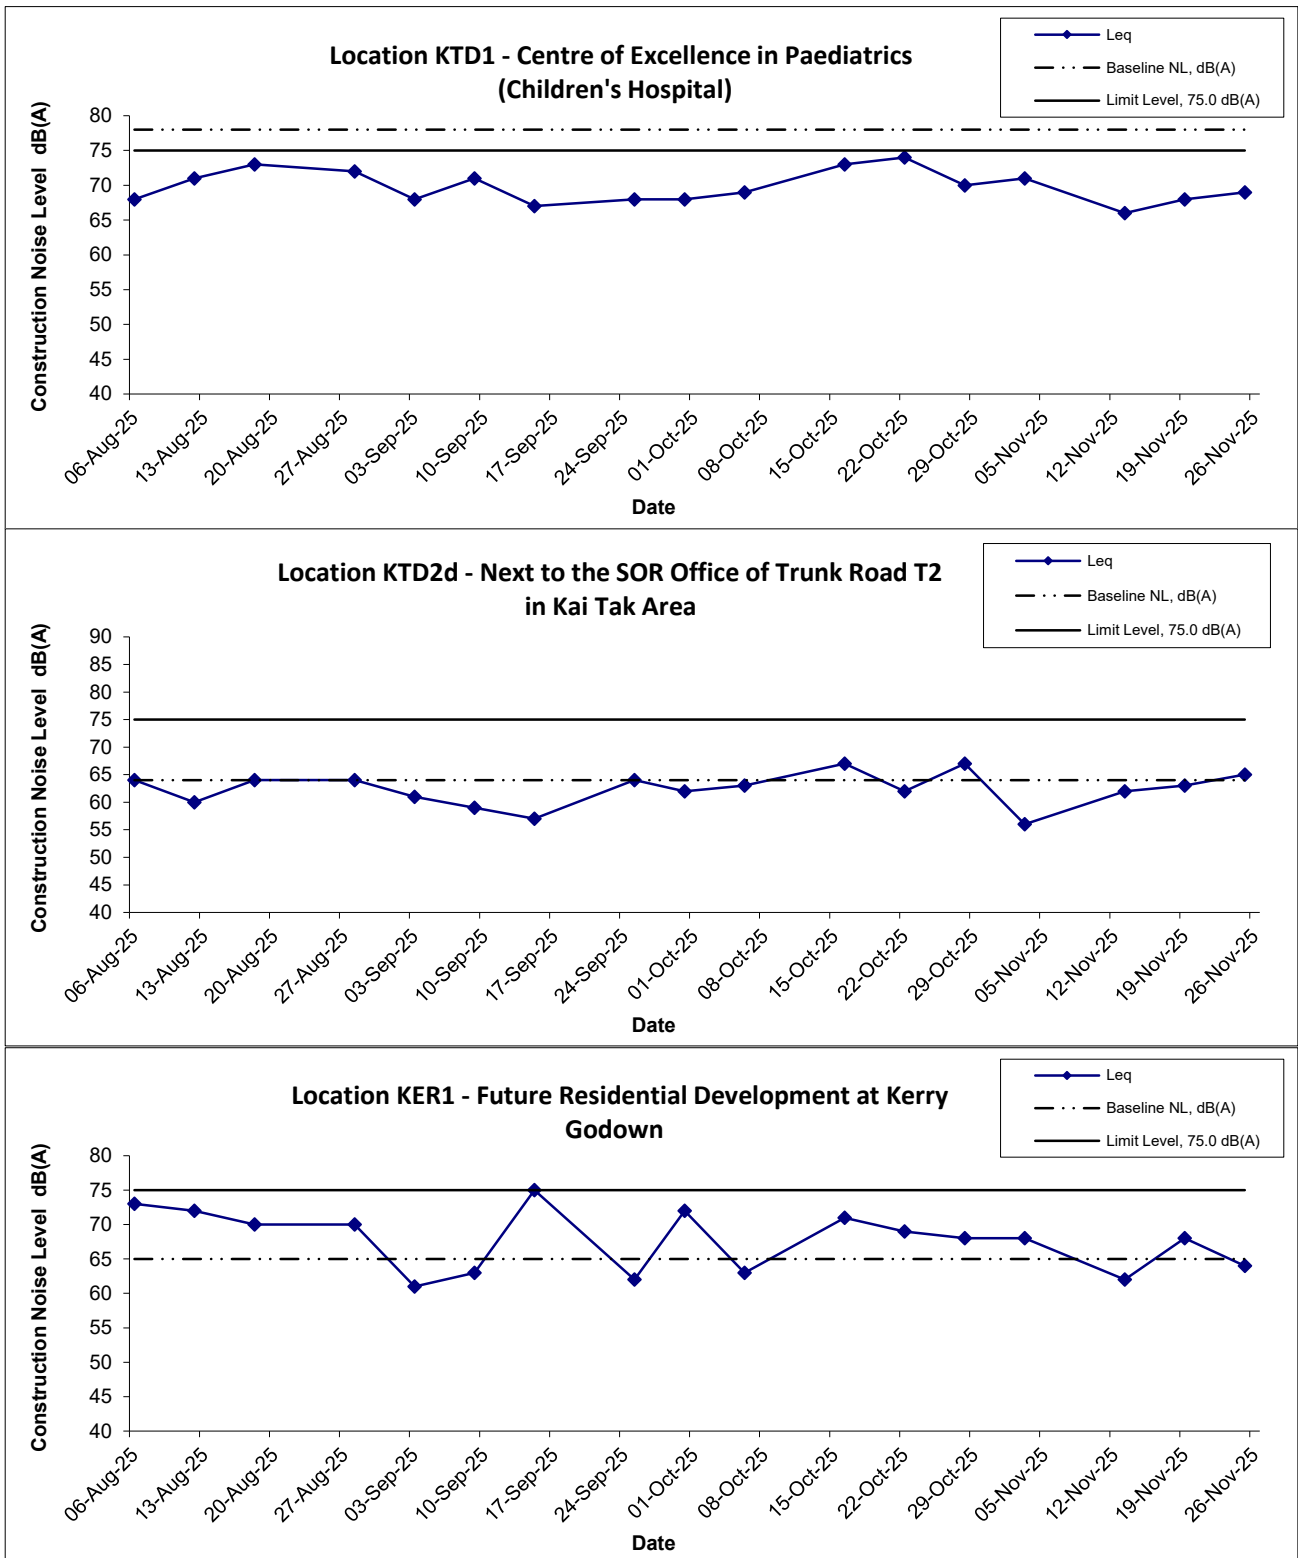 Location KTD1 - Centre of Excellence in Paediatrics
(Children's Hospital)
Leq
Baseline NL, dB(A)
Limit Level, 75.0 dB(A)
Construction Noise Level dB(A)
80
75
70
65
60
55
50
45
40
06-Aug-25
13-Aug-25
20-Aug-25
27-Aug-25
03-Sep-25
10-Sep-25
17-Sep-25
24-Sep-25
01-Oct-25
08-Oct-25
15-Oct-25
22-Oct-25
29-Oct-25
05-Nov-25
12-Nov-25
19-Nov-25
26-Nov-25
Date
Location KTD2d - Next to the SOR Office of Trunk Road T2
in Kai Tak Area
Leq
Baseline NL, dB(A)
Limit Level, 75.0 dB(A)
Construction Noise Level dB(A)
90
85
80
75
70
65
60
55
50
45
40
06-Aug-25
13-Aug-25
20-Aug-25
27-Aug-25
03-Sep-25
10-Sep-25
17-Sep-25
24-Sep-25
01-Oct-25
08-Oct-25
15-Oct-25
22-Oct-25
29-Oct-25
05-Nov-25
12-Nov-25
19-Nov-25
26-Nov-25
Date
Location KER1 - Future Residential Development at Kerry
Godown
Leq
Baseline NL, dB(A)
Limit Level, 75.0 dB(A)
Construction Noise Level dB(A)
80
75
70
65
60
55
50
45
40
06-Aug-25
13-Aug-25
20-Aug-25
27-Aug-25
03-Sep-25
10-Sep-25
17-Sep-25
24-Sep-25
01-Oct-25
08-Oct-25
15-Oct-25
22-Oct-25
29-Oct-25
05-Nov-25
12-Nov-25
19-Nov-25
26-Nov-25
Date